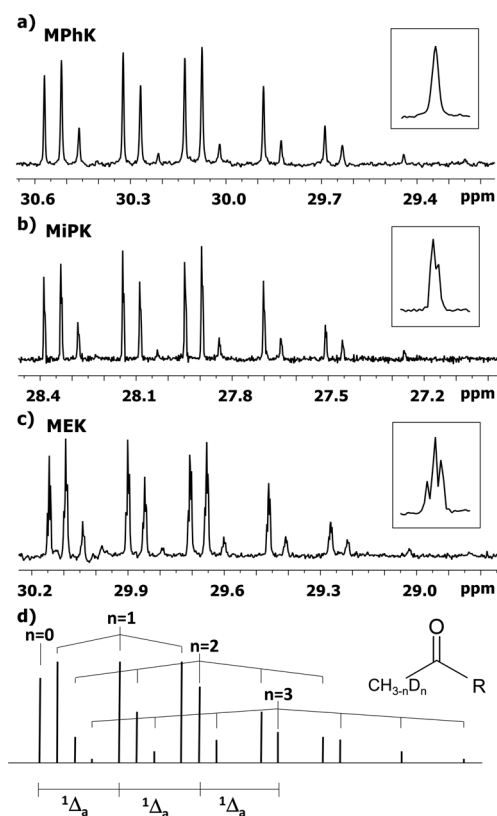 a) MPhK
30.6 30.3 30.0 29.7 29.4 ppm
b) MiPK
28.4 28.1 27.8 27.5 27.2 ppm
c) MEK
30.2 29.9 29.6 29.3 29.0 ppm
d) n=0 n=1 n=2 n=3
O
CH3-nDn R
¹Δa ¹Δa ¹Δa